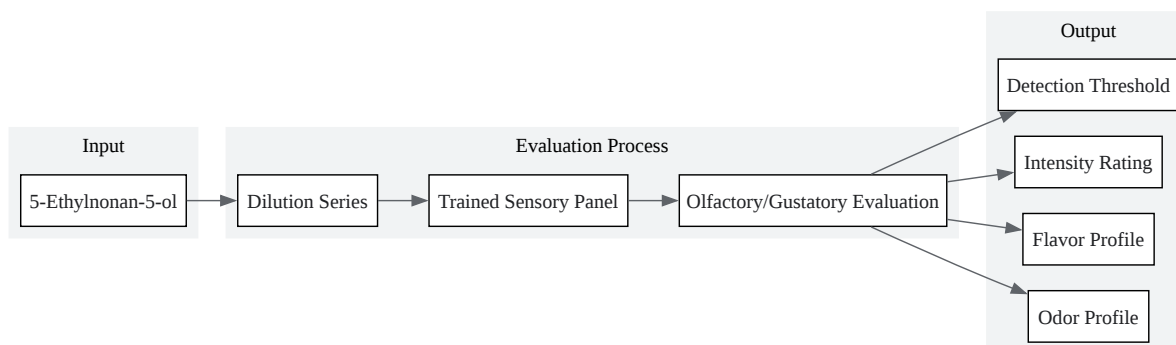 Input
5-Ethylnonan-5-ol
Evaluation Process
Dilution Series
Trained Sensory Panel
Olfactory/Gustatory Evaluation
Output
Detection Threshold
Intensity Rating
Flavor Profile
Odor Profile